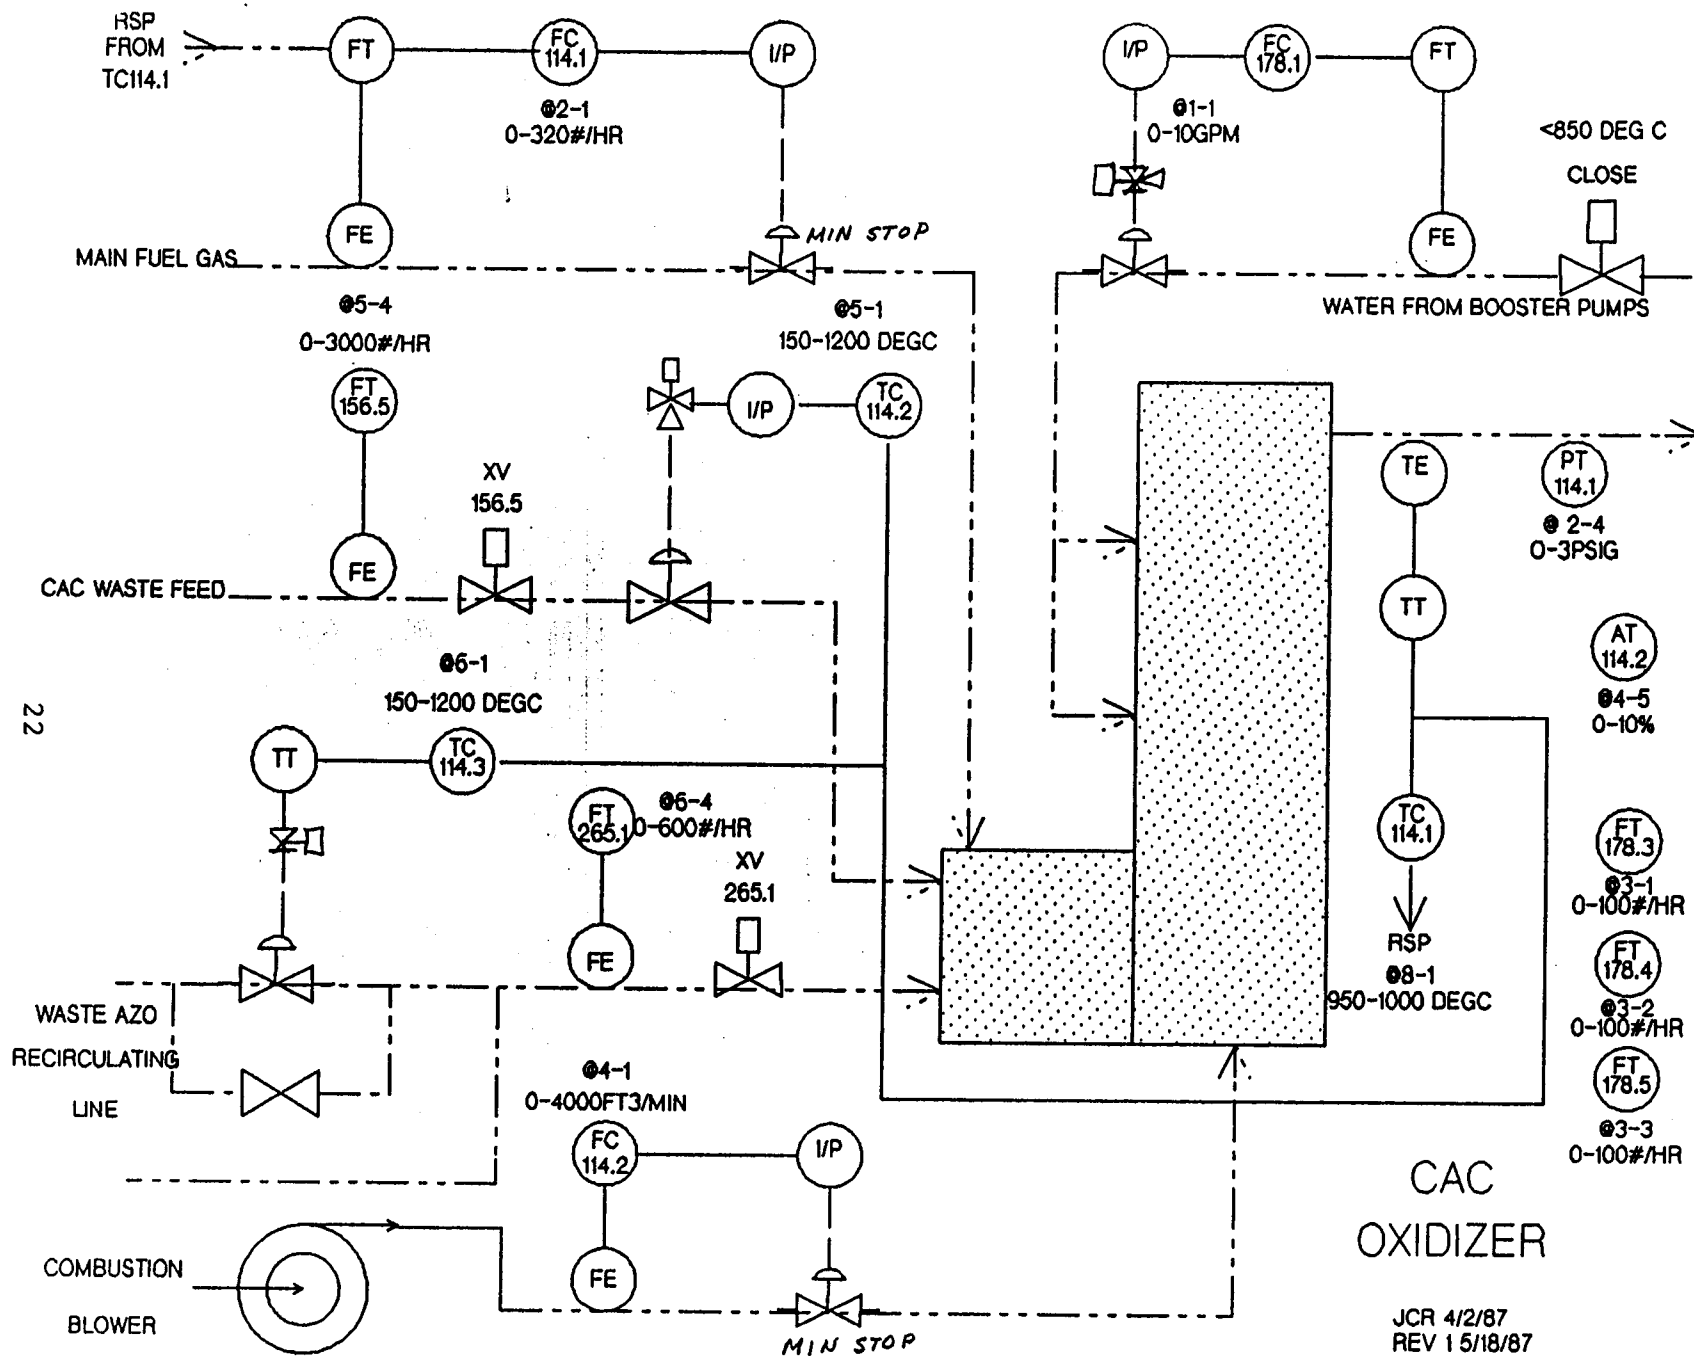 RSP
FROM
TC114.1
FT
FC
114.1
I/P
@2-1
0-320#/HR
FE
MAIN FUEL GAS
MIN STOP
I/P
FC
178.1
FT
@1-1
0-10GPM
<850 DEG C
CLOSE
FE
WATER FROM BOOSTER PUMPS
@5-4
0-3000#/HR
FT
156.5
@5-1
150-1200 DEGC
I/P
TC
114.2
XV
156.5
FE
CAC WASTE FEED
TE
PT
114.1
@ 2-4
0-3PSIG
TT
AT
114.2
@4-5
0-10%
22
@6-1
150-1200 DEGC
TT
TC
114.3
FT
265.1
@6-4
0-600#/HR
XV
265.1
TC
114.1
FT
178.3
@3-1
0-100#/HR
RSP
@8-1
950-1000 DEGC
FT
178.4
@3-2
0-100#/HR
FT
178.5
@3-3
0-100#/HR
FE
WASTE AZO
RECIRCULATING
LINE
@4-1
0-4000FT3/MIN
FC
114.2
I/P
FE
COMBUSTION
BLOWER
MIN STOP
CAC
OXIDIZER
JCR 4/2/87
REV 1 5/18/87